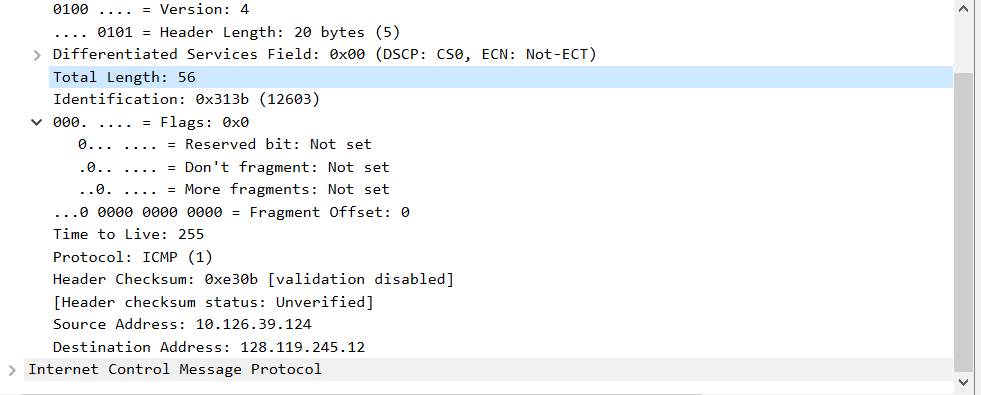 0100 .... = Version: 4
.... 0101 = Header Length: 20 bytes (5)
Differentiated Services Field: 0x00 (DSCP: CS0, ECN: Not-ECT)
Total Length: 56
Identification: 0x313b (12603)
000. .... = Flags: 0x0
0... .... = Reserved bit: Not set
.0.. .... = Don't fragment: Not set
..0. .... = More fragments: Not set
...0 0000 0000 0000 = Fragment Offset: 0
Time to Live: 255
Protocol: ICMP (1)
Header Checksum: 0xe30b [validation disabled]
[Header checksum status: Unverified]
Source Address: 10.126.39.124
Destination Address: 128.119.245.12
Internet Control Message Protocol